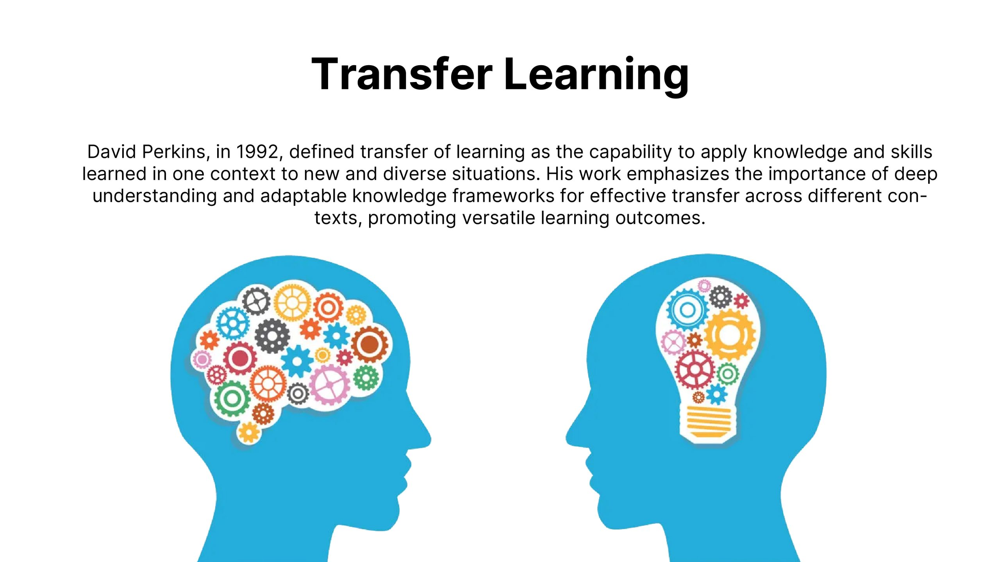 Transfer Learning
David Perkins, in 1992, defined transfer of learning as the capability to apply knowledge and skills
learned in one context to new and diverse situations. His work emphasizes the importance of deep
understanding and adaptable knowledge frameworks for effective transfer across different con-
texts, promoting versatile learning outcomes.